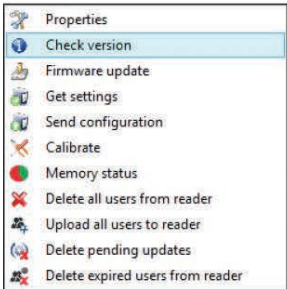 Properties
Check version
Firmware update
Get settings
Send configuration
Calibrate
Memory status
Delete all users from reader
Upload all users to reader
Delete pending updates
Delete expired users from reader